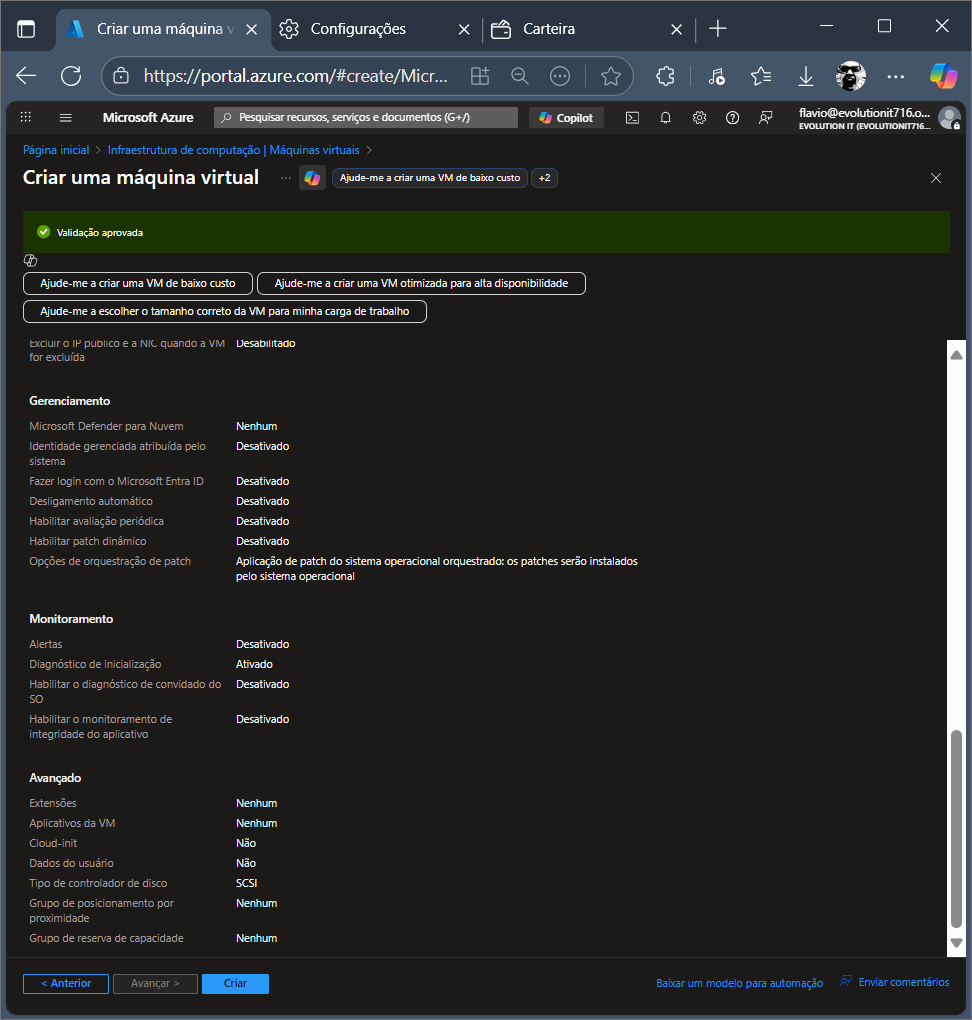 Criar uma máquina v
Configurações
Carteira
https://portal.azure.com/#create/Micr...
Microsoft Azure
Pesquisar recursos, serviços e documentos (G+/)
Copilot
flavio@evolutionit716.o...
EVOLUTION IT (EVOLUTIONIT716...
Página inicial > Infraestrutura de computação | Máquinas virtuais >
Criar uma máquina virtual
...
Ajude-me a criar uma VM de baixo custo
+2
Validação aprovada
Ajude-me a criar uma VM de baixo custo
Ajude-me a criar uma VM otimizada para alta disponibilidade
Ajude-me a escolher o tamanho correto da VM para minha carga de trabalho
Excluir o IP público e a NIC quando a VM Desabilitado
for excluída
Gerenciamento
Microsoft Defender para Nuvem Nenhum
Identidade gerenciada atribuída pelo Desativado
sistema
Fazer login com o Microsoft Entra ID Desativado
Desligamento automático Desativado
Habilitar avaliação periódica Desativado
Habilitar patch dinâmico Desativado
Opções de orquestração de patch Aplicação de patch do sistema operacional orquestrado: os patches serão instalados
pelo sistema operacional
Monitoramento
Alertas Desativado
Diagnóstico de inicialização Ativado
Habilitar o diagnóstico de convidado do Desativado
SO
Habilitar o monitoramento de Desativado
integridade do aplicativo
Avançado
Extensões Nenhum
Aplicativos da VM Nenhum
Cloud-init Não
Dados do usuário Não
Tipo de controlador de disco SCSI
Grupo de posicionamento por Nenhum
proximidade
Grupo de reserva de capacidade Nenhum
< Anterior
Avançar >
Criar
Baixar um modelo para automação
Enviar comentários